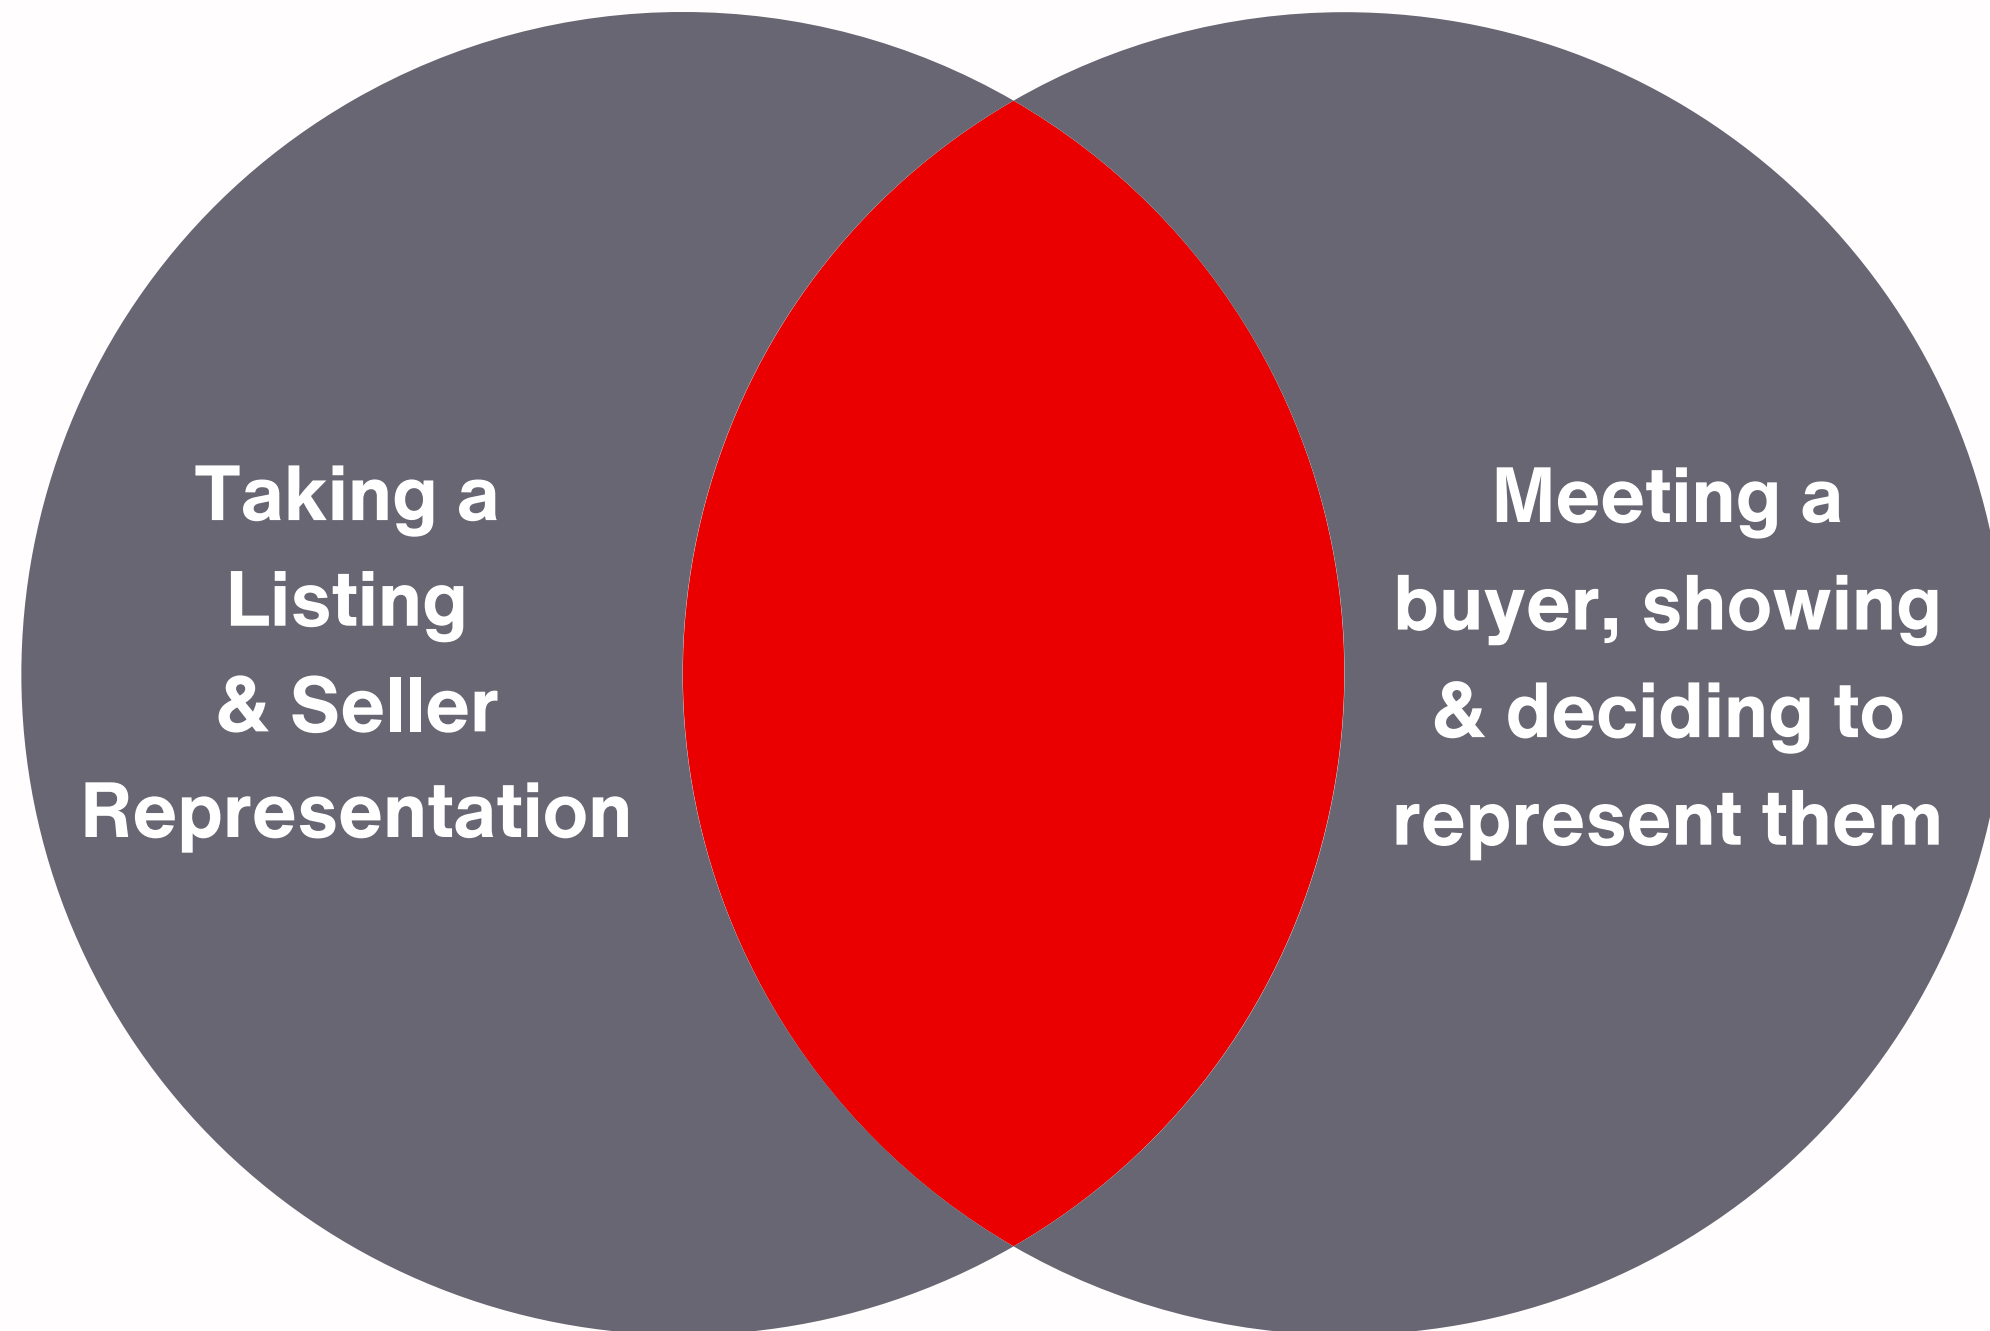 Taking a
Listing
& Seller
Representation
Meeting a
buyer, showing
& deciding to
represent them